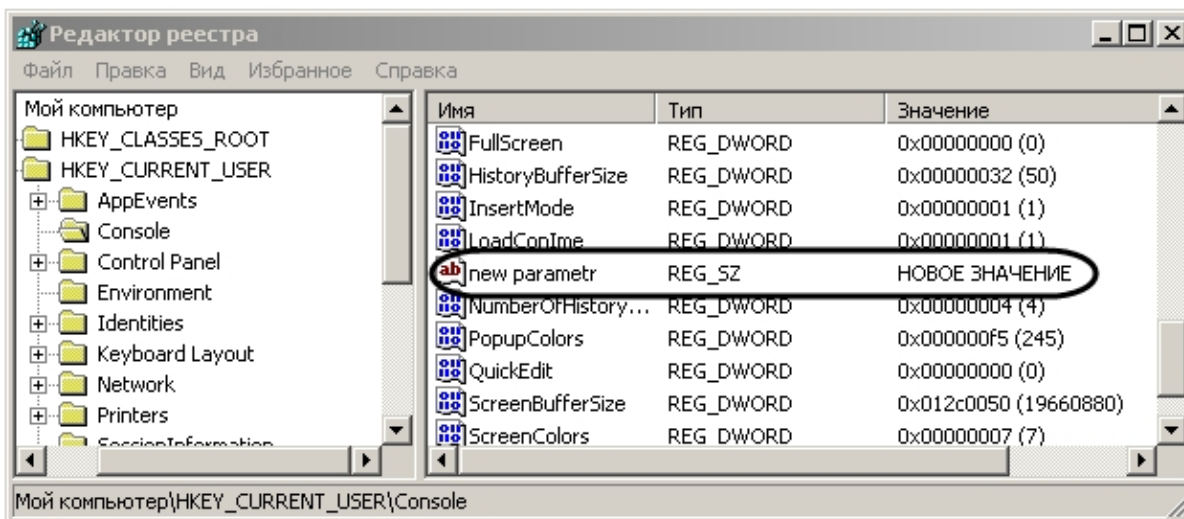 Редактор реестра
Файл Правка Вид Избранное Справка
Мой компьютер
HKEY_CLASSES_ROOT
HKEY_CURRENT_USER
AppEvents
Console
Control Panel
Environment
Identities
Keyboard Layout
Network
Printers
SessionInformation
Имя Тип Значение
FullScreen REG_DWORD 0x00000000 (0)
HistoryBufferSize REG_DWORD 0x00000032 (50)
InsertMode REG_DWORD 0x00000001 (1)
LoadConIme REG_DWORD 0x00000001 (1)
new parametr REG_SZ НОВОЕ ЗНАЧЕНИЕ
NumberOfHistory... REG_DWORD 0x00000004 (4)
PopupColors REG_DWORD 0x000000f5 (245)
QuickEdit REG_DWORD 0x00000000 (0)
ScreenBufferSize REG_DWORD 0x012c0050 (19660880)
ScreenColors REG_DWORD 0x00000007 (7)
Мой компьютер\HKEY_CURRENT_USER\Console